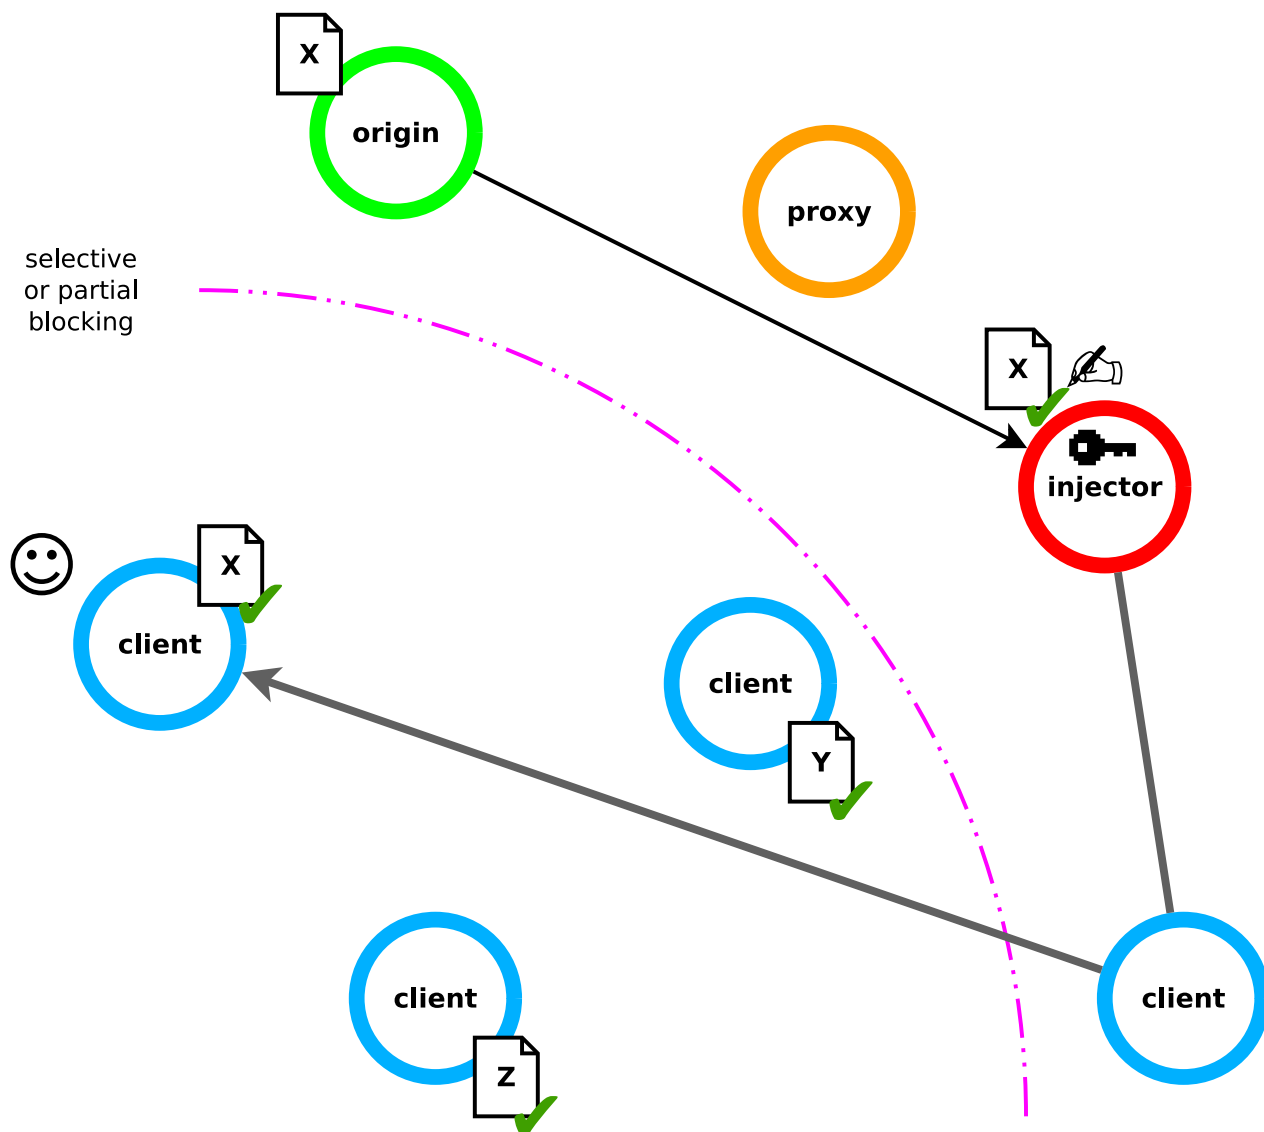 X
origin
proxy
selective
or partial
blocking
X
injector
X
client
client
Y
client
client
Z